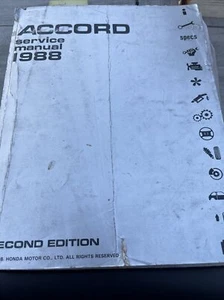 ACCORD
service
manual
1988
specs
ECOND EDITION
HONDA MOTOR CO., LTD. ALL RIGHTS RESERVED